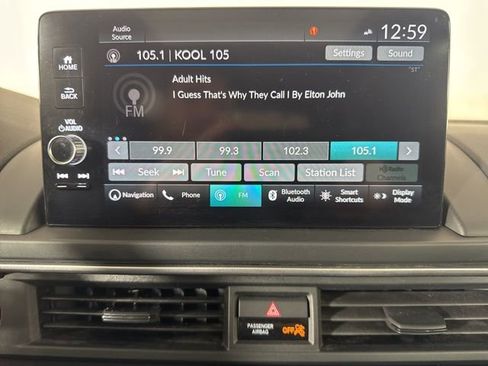 Audio Source
12:59
HOME
105.1 | KOOL 105
Settings
Sound
"ST"
BACK
Adult Hits
I Guess That's Why They Call I By Elton John
FM
VOL
AUDIO
99.9
99.3
102.3
105.1
Seek
Tune
Scan
Station List
HD Radio Channels
Navigation
Phone
FM
Bluetooth Audio
Smart Shortcuts
Display Mode
PASSENGER AIRBAG
OFF